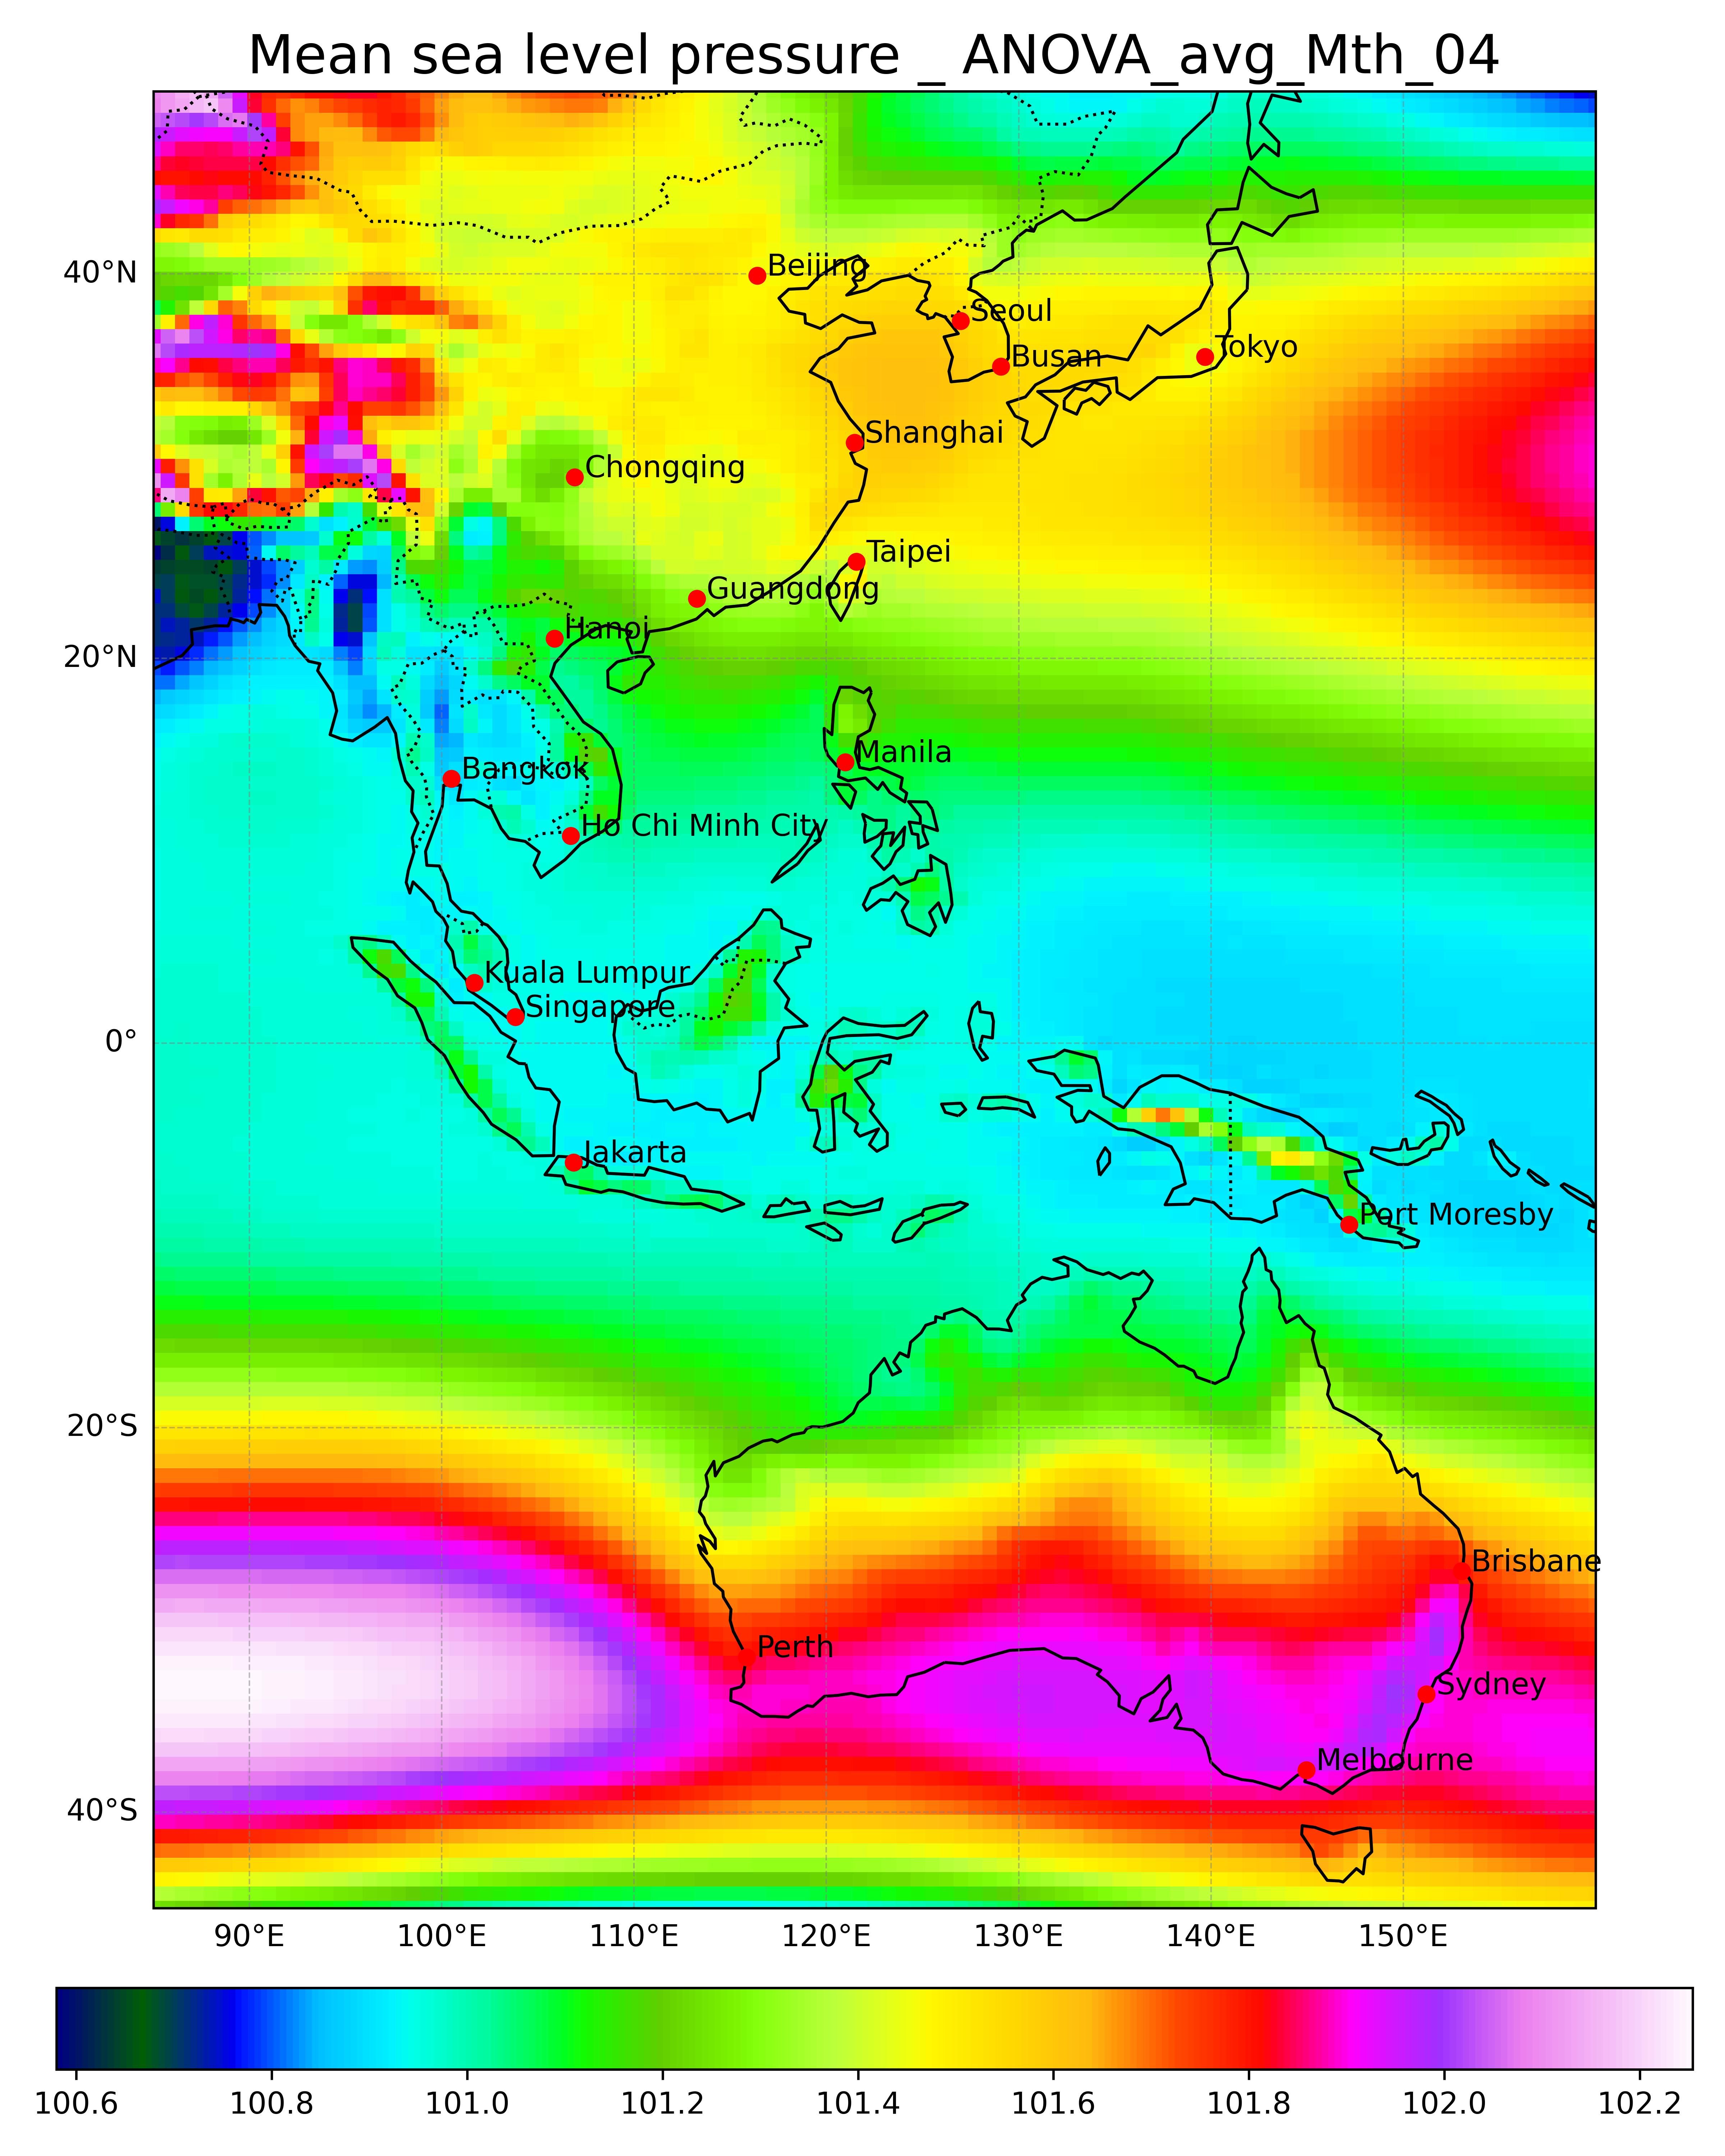 Mean sea level pressure _ ANOVA_avg_Mth_04
40°N
Beijing
Seoul
Tokyo
Busan
Shanghai
Chongqing
Taipei
Guangdong
Hanoi
20°N
Manila
Bangkok
Ho Chi Minh City
Kuala Lumpur
Singapore
0°
Jakarta
Port Moresby
20°S
Brisbane
Perth
Sydney
Melbourne
40°S
90°E 100°E 110°E 120°E 130°E 140°E 150°E
100.6 100.8 101.0 101.2 101.4 101.6 101.8 102.0 102.2